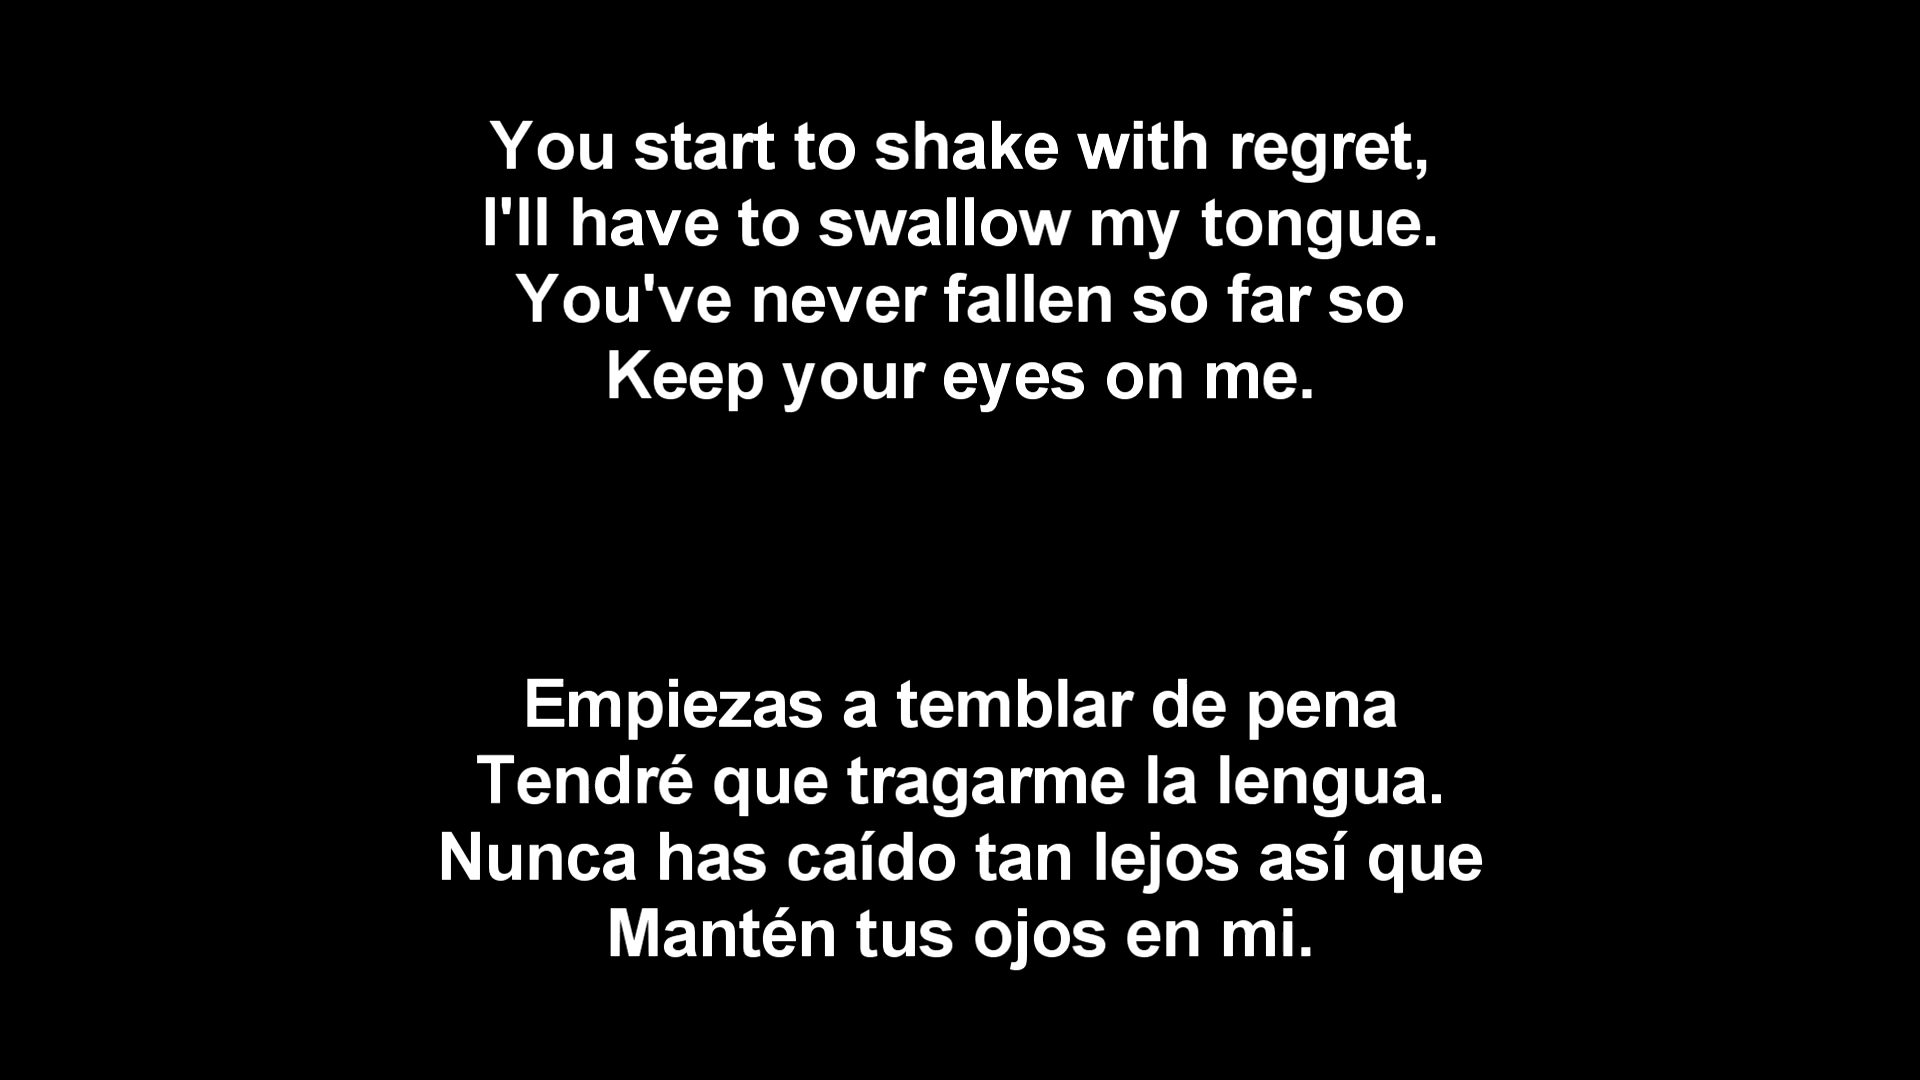 You start to shake with regret,
I'll have to swallow my tongue.
You've never fallen so far so
Keep your eyes on me.
Empiezas a temblar de pena
Tendré que tragarme la lengua.
Nunca has caído tan lejos así que
Mantén tus ojos en mi.